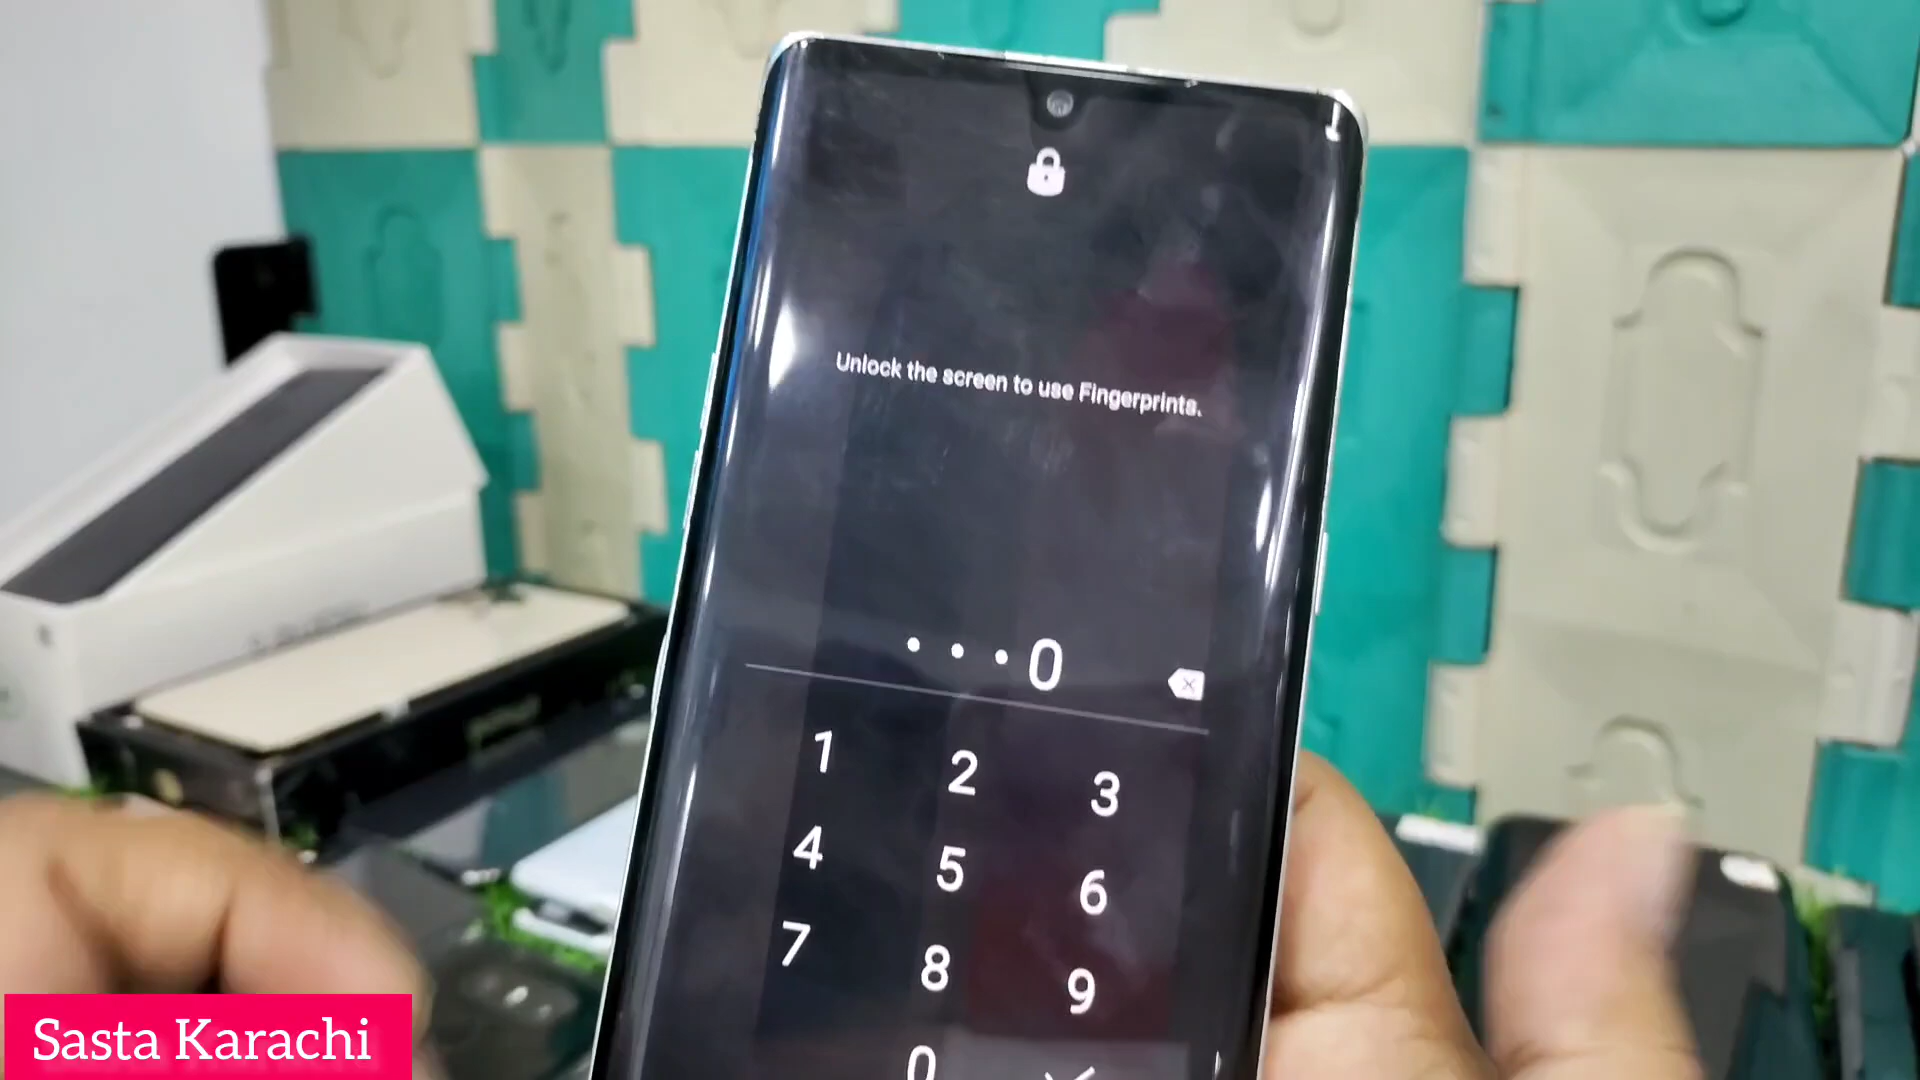 Unlock the screen to use Fingerprints.
• • • 0
1 2 3
4 5 6
7 8 9
0
Sasta Karachi